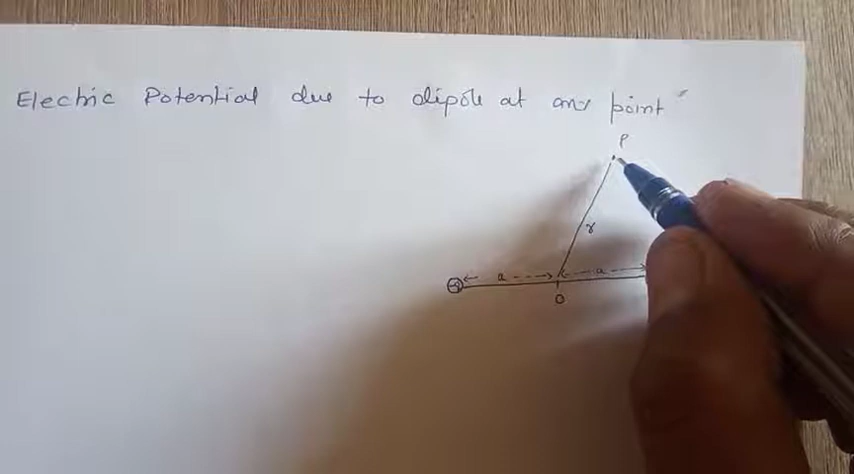 Electric Potential due to dipole at any point
P
r
a a
O